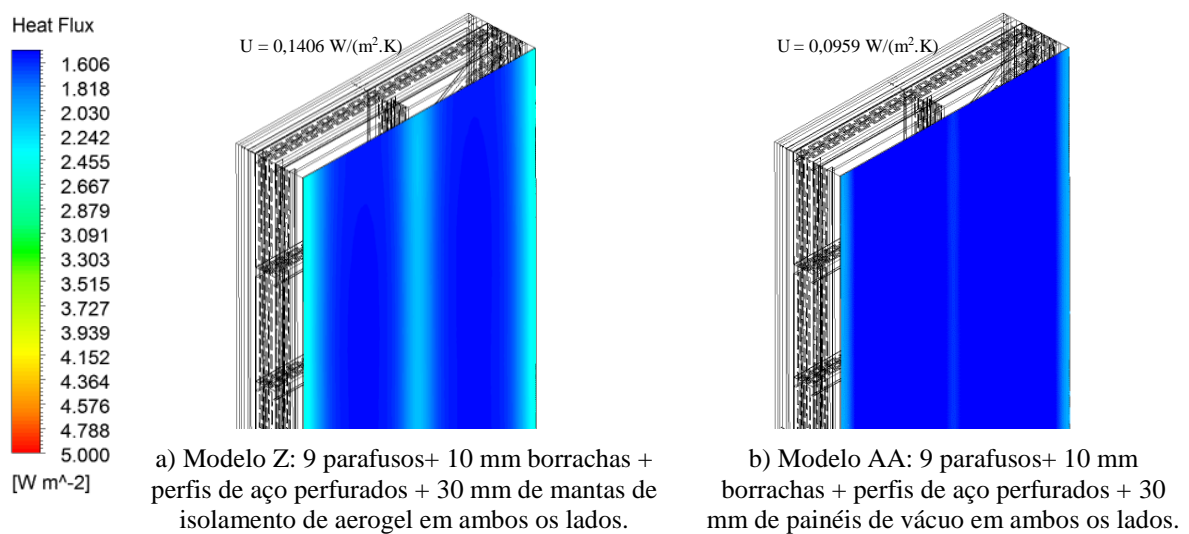 Heat Flux
1.606
1.818
2.030
2.242
2.455
2.667
2.879
3.091
3.303
3.515
3.727
3.939
4.152
4.364
4.576
4.788
5.000
[W m^-2]
U = 0,1406 W/(m².K)
a) Modelo Z: 9 parafusos+ 10 mm borrachas +
perfis de aço perfurados + 30 mm de mantas de
isolamento de aerogel em ambos os lados.
U = 0,0959 W/(m².K)
b) Modelo AA: 9 parafusos+ 10 mm
borrachas + perfis de aço perfurados + 30
mm de painéis de vácuo em ambos os lados.